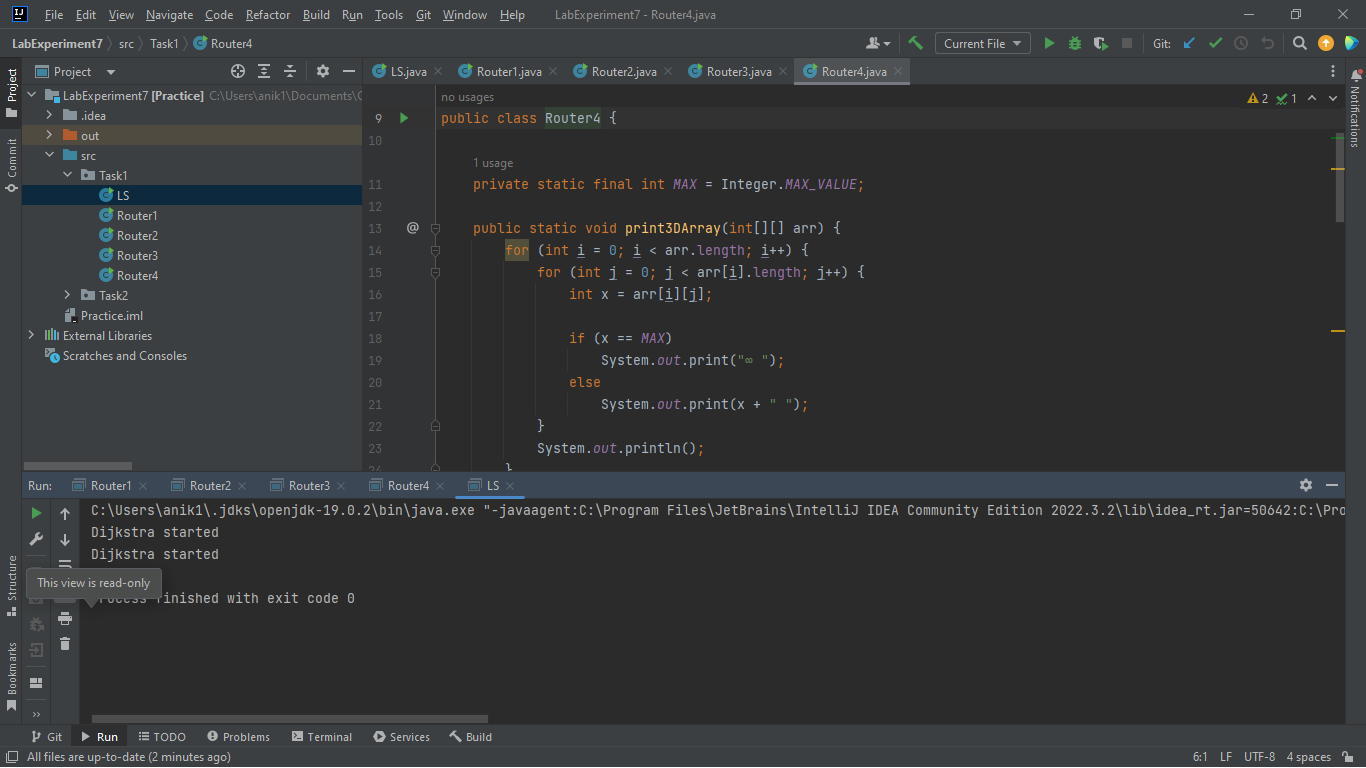 File Edit View Navigate Code Refactor Build Run Tools Git Window Help LabExperiment7 - Router4.java
LabExperiment7 src Task1 Router4 Current File Git:
Project
LS.java Router1.java Router2.java Router3.java Router4.java
LabExperiment7 [Practice] C:\Users\anik1\Documents\
.idea
out
src
Task1
LS
Router1
Router2
Router3
Router4
Task2
Practice.iml
External Libraries
Scratches and Consoles
no usages
2 1
9 public class Router4 {
10
1 usage
11 private static final int MAX = Integer.MAX_VALUE;
12
13 @ public static void print3DArray(int[][] arr) {
14 for (int i = 0; i < arr.length; i++) {
15 for (int j = 0; j < arr[i].length; j++) {
16 int x = arr[i][j];
17
18 if (x == MAX)
19 System.out.print("∞ ");
20 else
21 System.out.print(x + " ");
22 }
23 System.out.println();
24 }
Project
Commit
Structure
Bookmarks
Notifications
Run: Router1 Router2 Router3 Router4 LS
C:\Users\anik1\.jdks\openjdk-19.0.2\bin\java.exe "-javaagent:C:\Program Files\JetBrains\IntelliJ IDEA Community Edition 2022.3.2\lib\idea_rt.jar=50642:C:\Pro
Dijkstra started
Dijkstra started
This view is read-only
Process finished with exit code 0
Git Run TODO Problems Terminal Services Build
All files are up-to-date (2 minutes ago) 6:1 LF UTF-8 4 spaces